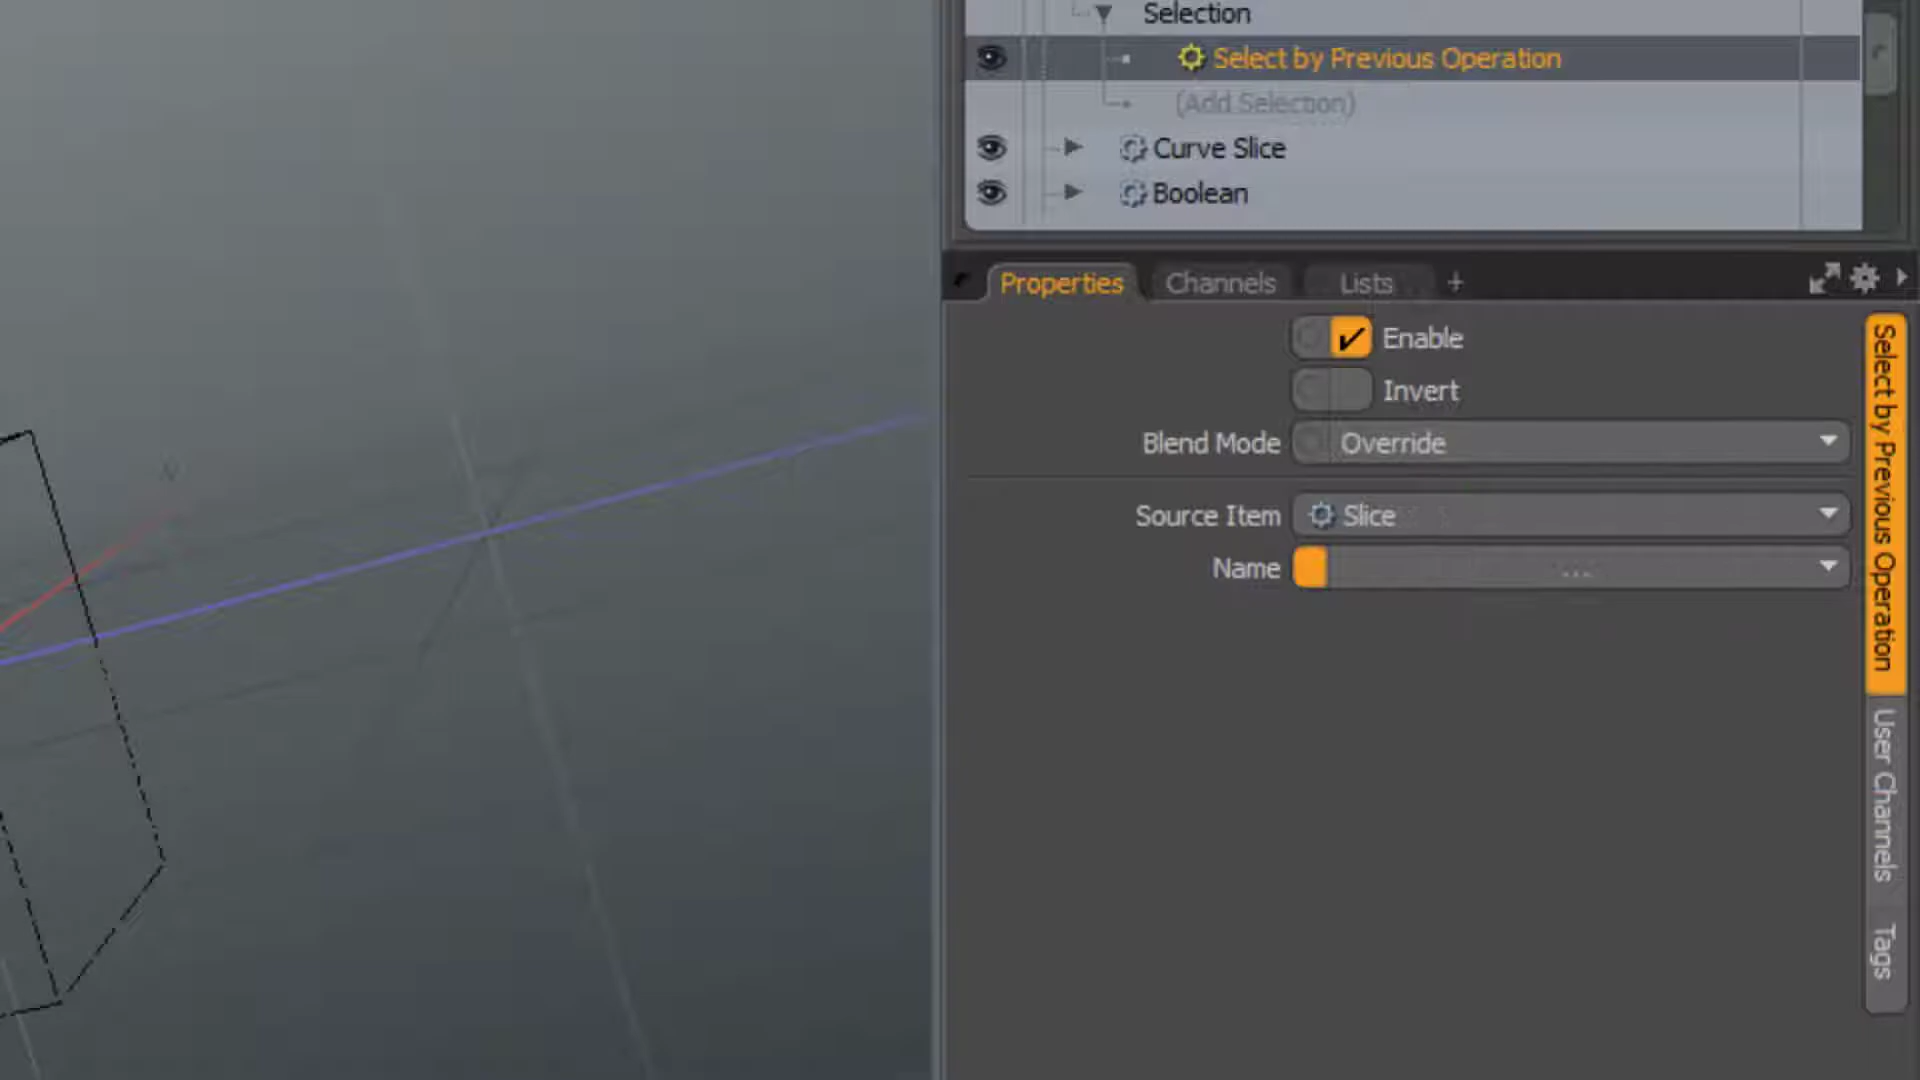 Selection
Select by Previous Operation
(Add Selection)
Curve Slice
Boolean
Properties
Channels
Lists
+
Enable
Invert
Blend Mode
Override
Source Item
Slice
Name
...
Select by Previous Operation
User Channels
Tags